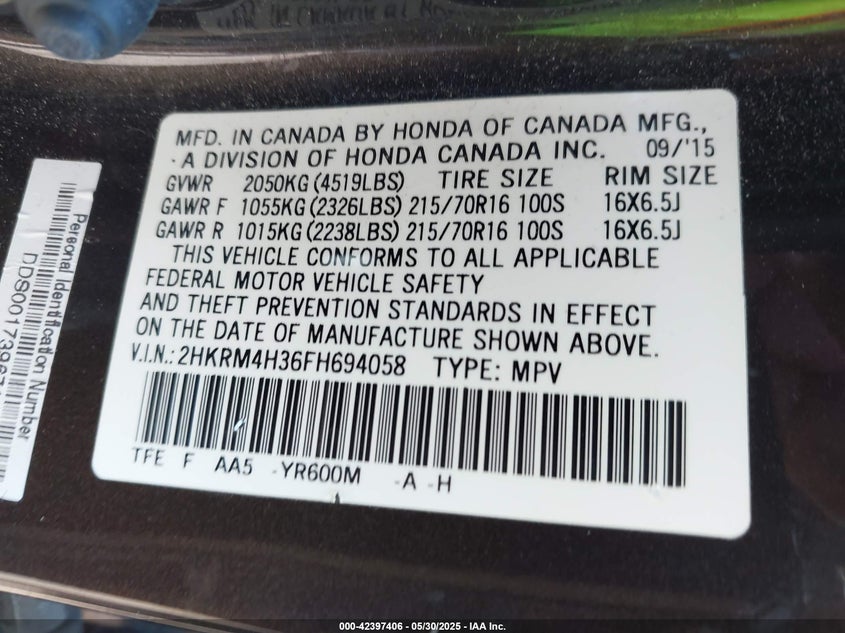 MFD. IN CANADA BY HONDA OF CANADA MFG.,
A DIVISION OF HONDA CANADA INC. 09/'15
GVWR 2050KG (4519LBS) TIRE SIZE RIM SIZE
GAWR F 1055KG (2326LBS) 215/70R16 100S 16X6.5J
GAWR R 1015KG (2238LBS) 215/70R16 100S 16X6.5J
THIS VEHICLE CONFORMS TO ALL APPLICABLE
FEDERAL MOTOR VEHICLE SAFETY
AND THEFT PREVENTION STANDARDS IN EFFECT
ON THE DATE OF MANUFACTURE SHOWN ABOVE.
V.I.N.: 2HKRM4H36FH694058 TYPE: MPV
TFE F AA5 -YR600M -A -H
Personal Identification Number
000-42397406 — 05/30/2025 — IAA Inc.